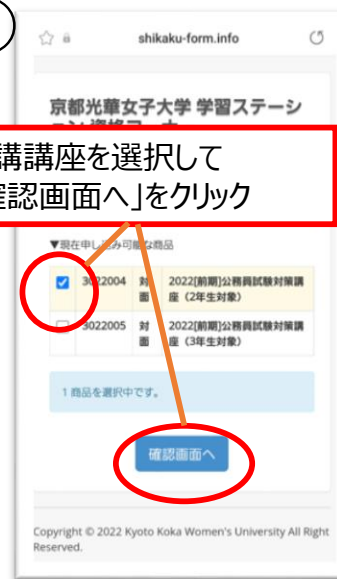 shikaku-form.info
京都光華女子大学 学習ステーシ
講講座を選択して
確認画面へ」をクリック
▼現在申し込み可能な商品
3022004 対面 2022[前期]公務員試験対策講座（2年生対象）
3022005 対面 2022[前期]公務員試験対策講座（3年生対象）
1 商品を選択中です。
確認画面へ
Copyright © 2022 Kyoto Koka Women's University All Right
Reserved.